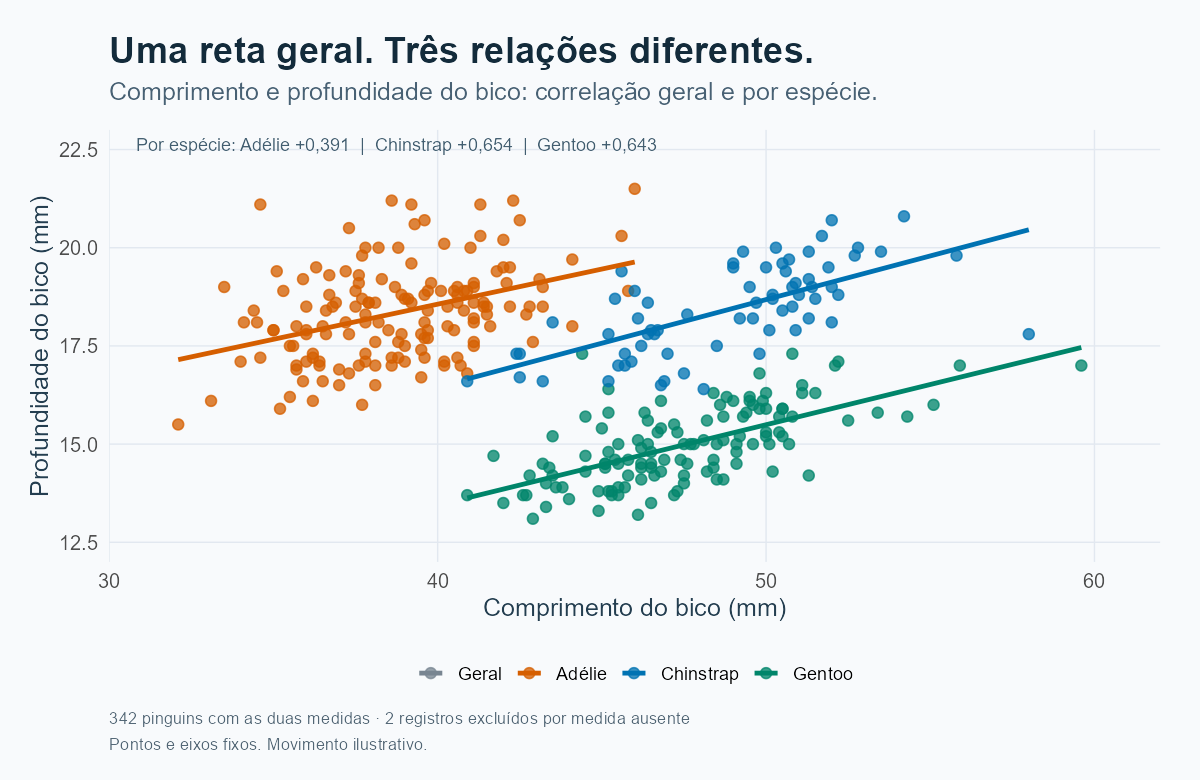 Uma reta geral. Três relações diferentes.
Comprimento e profundidade do bico: correlação geral e por espécie.
Por espécie: Adélie +0,391 | Chinstrap +0,654 | Gentoo +0,643
Profundidade do bico (mm)
22.5
20.0
17.5
15.0
12.5
30 40 50 60
Comprimento do bico (mm)
Geral Adélie Chinstrap Gentoo
342 pinguins com as duas medidas · 2 registros excluídos por medida ausente
Pontos e eixos fixos. Movimento ilustrativo.